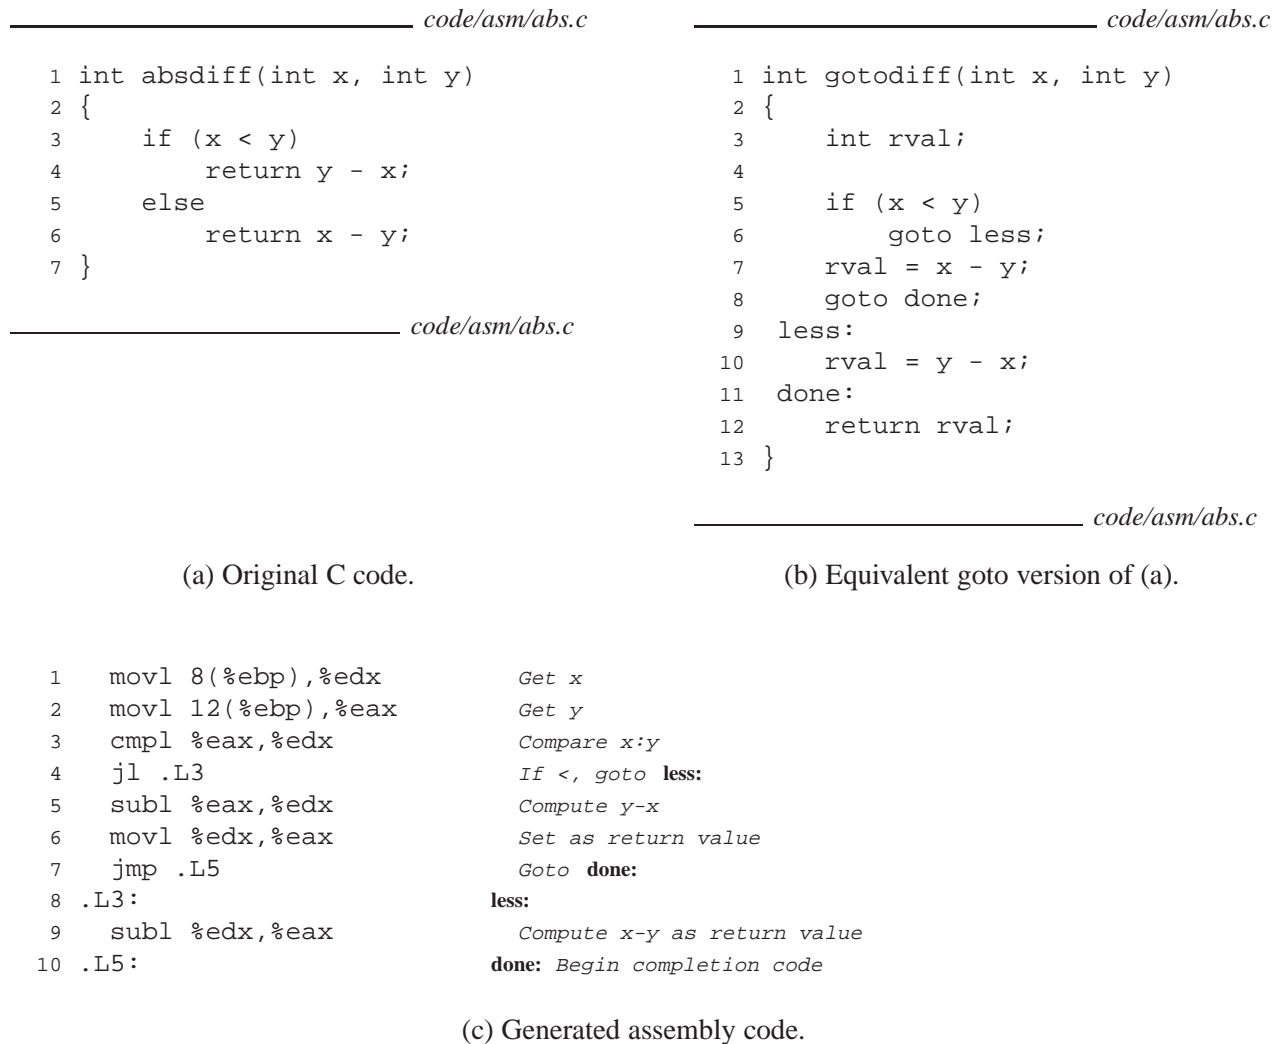 code/asm/abs.c
1 int absdiff(int x, int y)
2 {
3     if (x < y)
4         return y - x;
5     else
6         return x - y;
7 }
code/asm/abs.c
(a) Original C code.
code/asm/abs.c
1 int gotodiff(int x, int y)
2 {
3     int rval;
4
5     if (x < y)
6         goto less;
7     rval = x - y;
8     goto done;
9  less:
10     rval = y - x;
11  done:
12     return rval;
13 }
code/asm/abs.c
(b) Equivalent goto version of (a).
1   movl 8(%ebp),%edx   Get x
2   movl 12(%ebp),%eax   Get y
3   cmpl %eax,%edx   Compare x:y
4   jl .L3   If <, goto less:
5   subl %eax,%edx   Compute y-x
6   movl %edx,%eax   Set as return value
7   jmp .L5   Goto done:
8 .L3:   less:
9   subl %edx,%eax   Compute x-y as return value
10 .L5:   done: Begin completion code
(c) Generated assembly code.